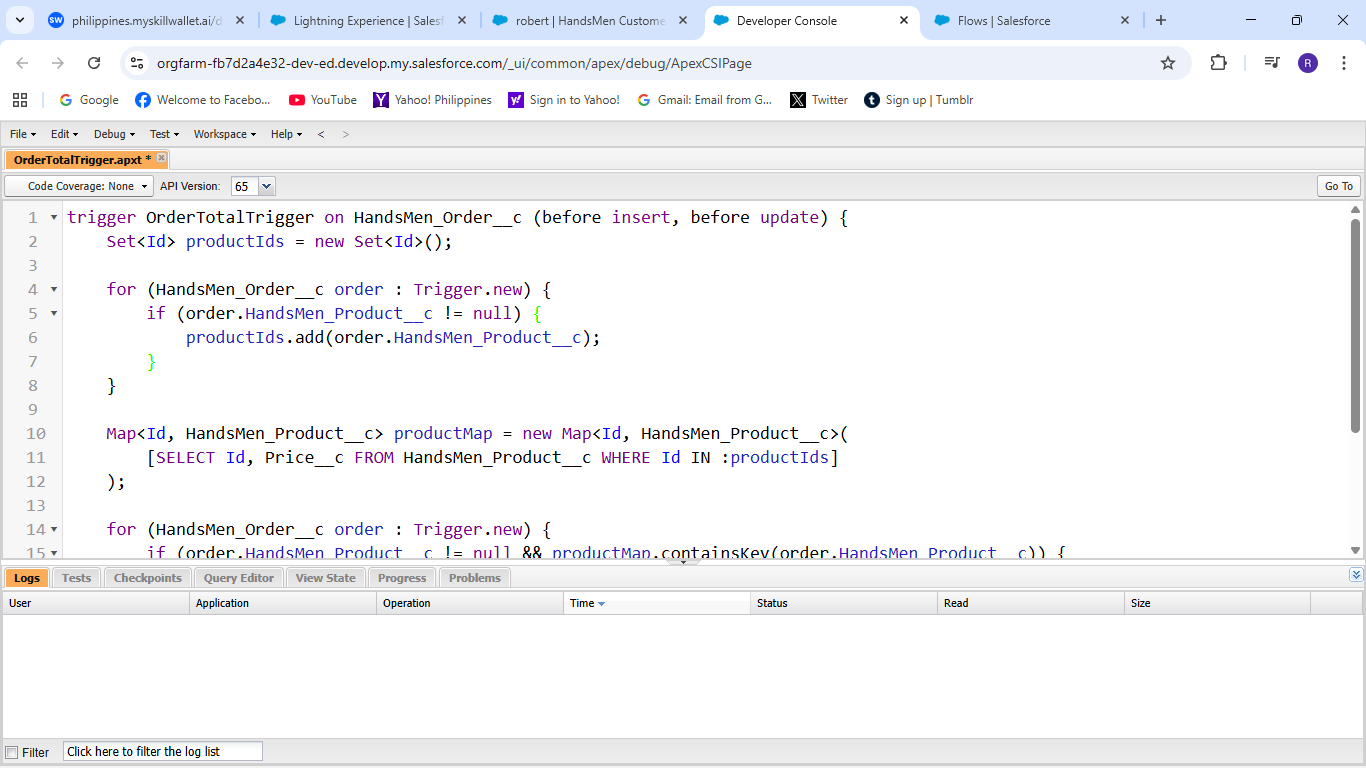 philippines.myskillwallet.ai/d
Lightning Experience | Salesf
robert | HandsMen Custome
Developer Console
Flows | Salesforce
orgfarm-fb7d2a4e32-dev-ed.develop.my.salesforce.com/_ui/common/apex/debug/ApexCSIPage
R
Google
Welcome to Facebo...
YouTube
Yahoo! Philippines
Sign in to Yahoo!
Gmail: Email from G...
Twitter
Sign up | Tumblr
File Edit Debug Test Workspace Help < >
OrderTotalTrigger.apxt *
Code Coverage: None API Version: 65 Go To
1 trigger OrderTotalTrigger on HandsMen_Order__c (before insert, before update) {
2 Set<Id> productIds = new Set<Id>();
3
4 for (HandsMen_Order__c order : Trigger.new) {
5 if (order.HandsMen_Product__c != null) {
6 productIds.add(order.HandsMen_Product__c);
7 }
8 }
9
10 Map<Id, HandsMen_Product__c> productMap = new Map<Id, HandsMen_Product__c>(
11 [SELECT Id, Price__c FROM HandsMen_Product__c WHERE Id IN :productIds]
12 );
13
14 for (HandsMen_Order__c order : Trigger.new) {
15 if (order.HandsMen_Product__c != null && productMap.containsKey(order.HandsMen_Product__c)) {
Logs Tests Checkpoints Query Editor View State Progress Problems
User Application Operation Time Status Read Size
Filter Click here to filter the log list